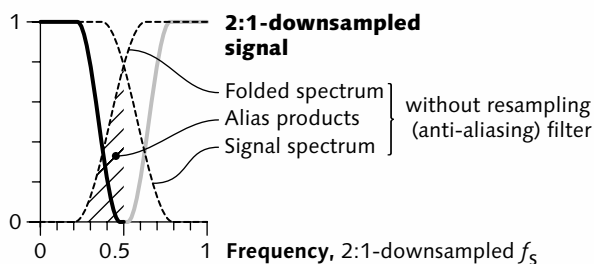 1
2:1-downsampled
signal
Folded spectrum
Alias products
Signal spectrum
without resampling
(anti-aliasing) filter
0
0 0.5 1
Frequency, 2:1-downsampled fS